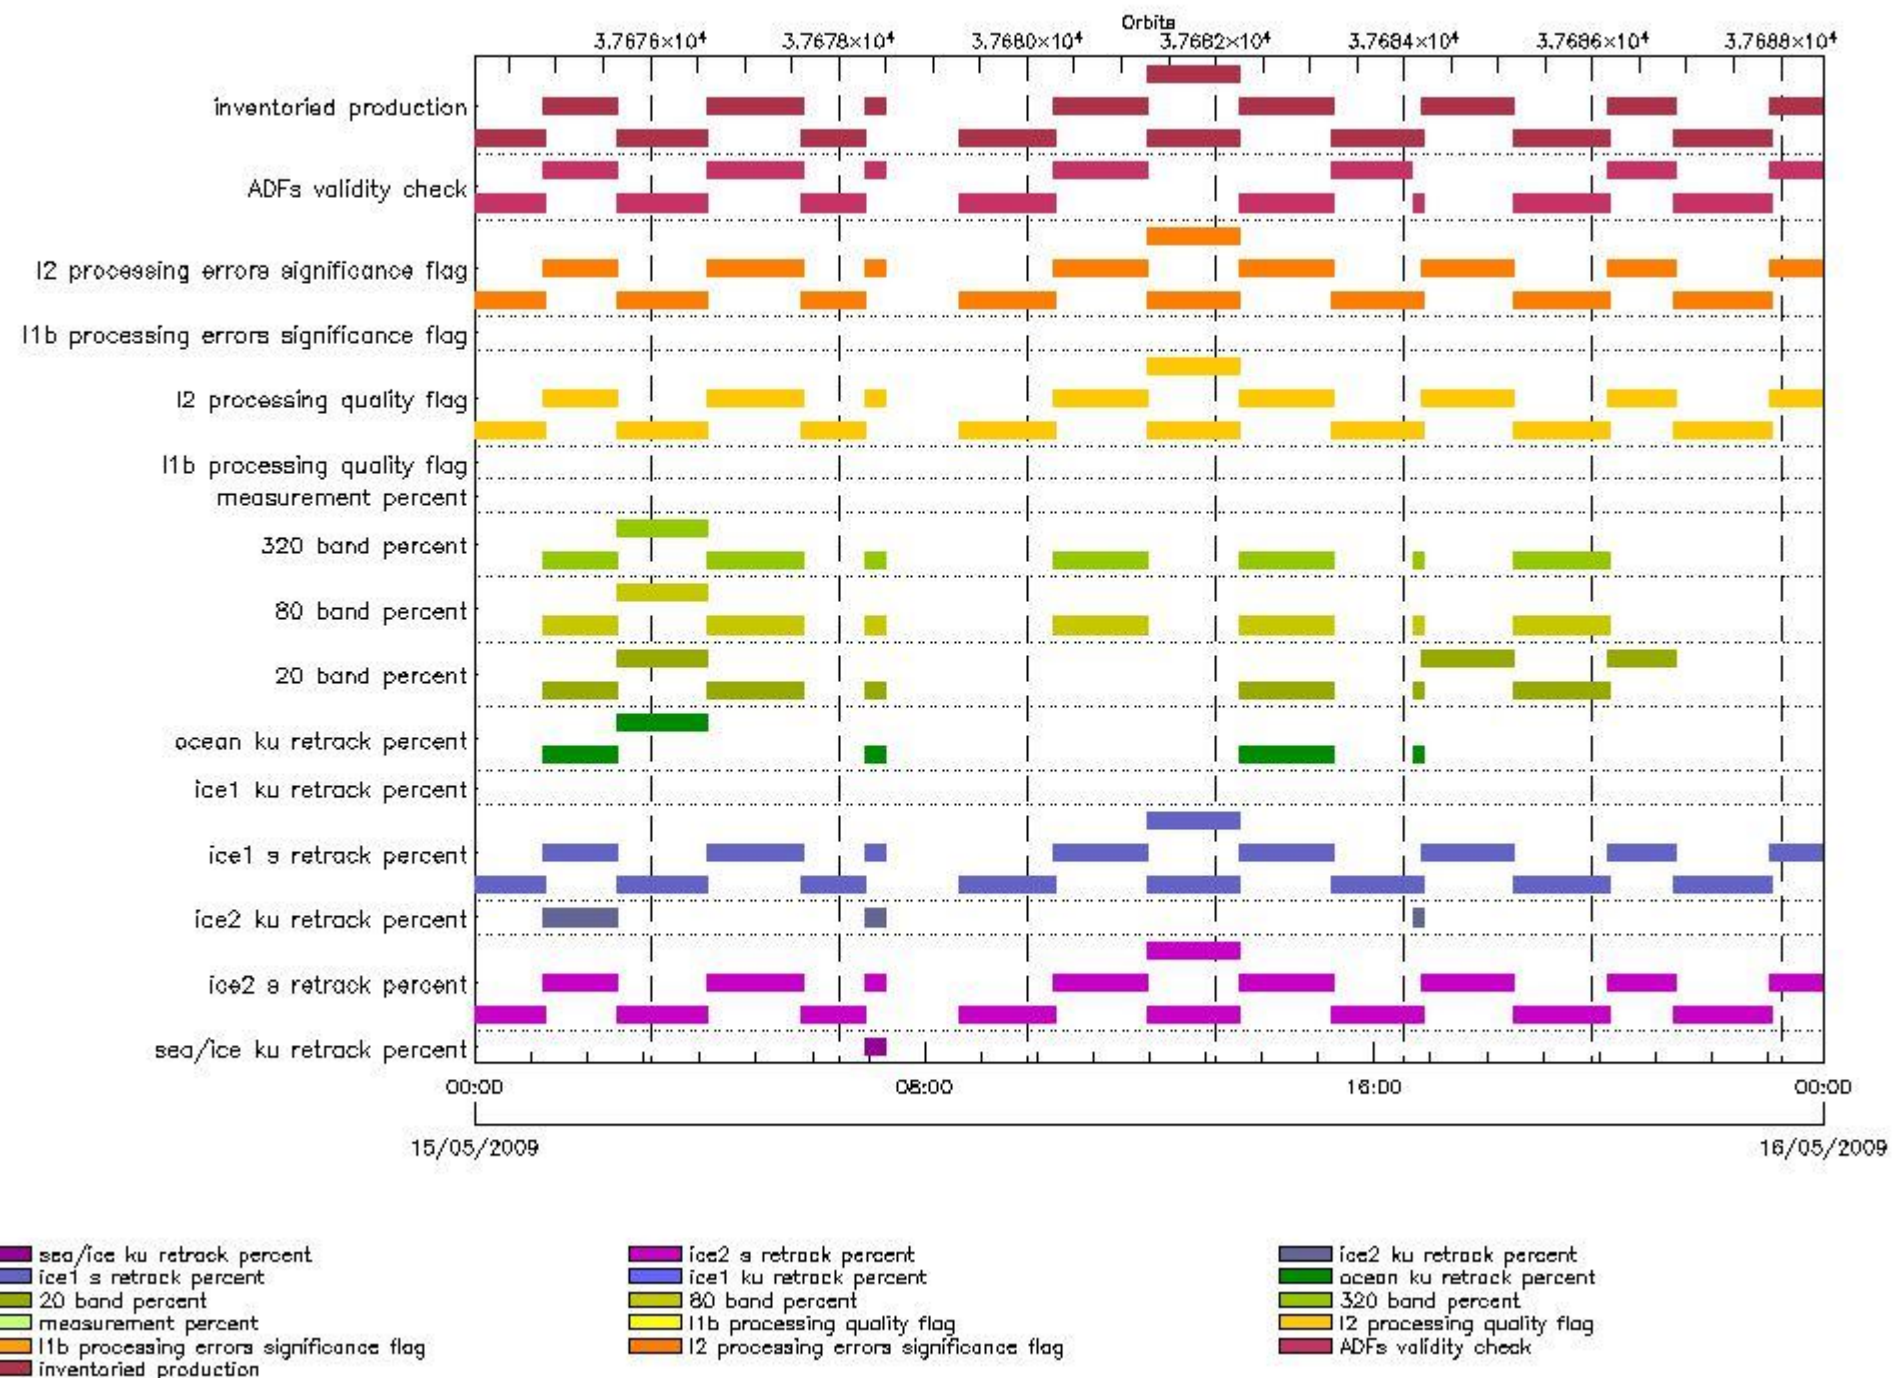 Orbits
3.7676×10⁴ 3.7678×10⁴ 3.7680×10⁴ 3.7682×10⁴ 3.7684×10⁴ 3.7686×10⁴ 3.7688×10⁴
inventoried production
ADFs validity check
l2 processing errors significance flag
l1b processing errors significance flag
l2 processing quality flag
l1b processing quality flag
measurement percent
320 band percent
80 band percent
20 band percent
ocean ku retrack percent
ice1 ku retrack percent
ice1 s retrack percent
ice2 ku retrack percent
ice2 s retrack percent
sea/ice ku retrack percent
00:00 08:00 16:00 00:00
15/05/2009 16/05/2009
sea/ice ku retrack percent ice2 s retrack percent ice2 ku retrack percent
ice1 s retrack percent ice1 ku retrack percent ocean ku retrack percent
20 band percent 80 band percent 320 band percent
measurement percent l1b processing quality flag l2 processing quality flag
l1b processing errors significance flag l2 processing errors significance flag ADFs validity check
inventoried production